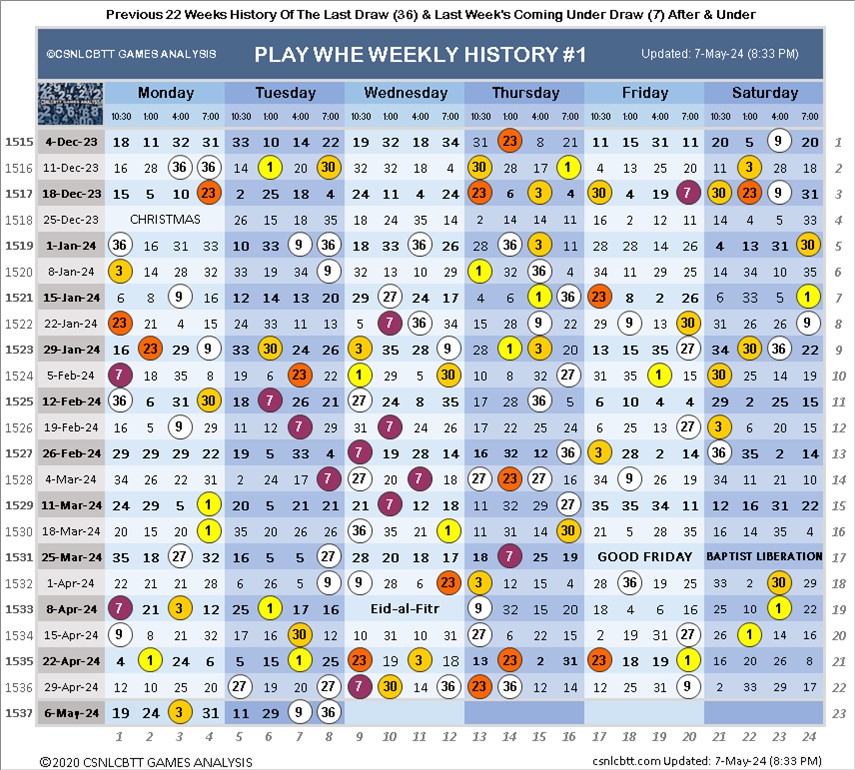 Previous 22 Weeks History Of The Last Draw (36) & Last Week's Coming Under Draw (7) After & Under
©CSNLCBTT GAMES ANALYSIS PLAY WHE WEEKLY HISTORY #1 Updated: 7-May-24 (8:33 PM)
CSNLCBTT GAMES ANALYSIS Monday Tuesday Wednesday Thursday Friday Saturday
10:30 1:00 4:00 7:00 10:30 1:00 4:00 7:00 10:30 1:00 4:00 7:00 10:30 1:00 4:00 7:00 10:30 1:00 4:00 7:00 10:30 1:00 4:00 7:00
1515 4-Dec-23 18 11 32 31 33 10 14 22 19 32 18 34 31 23 8 21 11 15 31 11 20 5 9 20 1
1516 11-Dec-23 16 28 36 36 14 1 20 30 32 32 18 4 30 28 17 1 4 13 25 20 11 3 28 18 2
1517 18-Dec-23 15 5 10 23 2 25 18 4 24 11 4 24 23 6 3 4 30 4 19 7 30 23 9 31 3
1518 25-Dec-23 CHRISTMAS 26 15 18 35 18 24 35 14 2 14 14 11 16 2 12 11 14 4 5 33 4
1519 1-Jan-24 36 16 31 33 10 33 9 36 18 33 36 26 28 36 3 11 28 28 14 26 4 13 31 30 5
1520 8-Jan-24 3 14 28 32 33 19 34 9 32 13 10 29 1 32 36 4 34 11 29 25 14 34 10 35 6
1521 15-Jan-24 6 8 9 16 12 14 13 20 29 27 24 17 4 6 1 36 23 8 2 26 6 33 5 1 7
1522 22-Jan-24 23 21 4 15 24 33 11 13 5 7 36 34 15 28 9 22 28 9 13 30 31 26 26 9 8
1523 29-Jan-24 16 23 29 9 33 30 24 26 3 35 28 9 28 1 3 20 13 15 35 27 34 30 36 22 9
1524 5-Feb-24 7 18 35 8 19 6 23 22 1 29 5 30 10 8 32 27 31 35 1 15 30 25 14 19 10
1525 12-Feb-24 36 6 31 30 18 7 26 21 27 24 8 35 17 28 36 5 6 10 4 4 29 2 25 15 11
1526 19-Feb-24 16 3 9 29 11 12 7 29 31 7 24 26 17 22 25 24 6 5 23 27 3 6 20 15 12
1527 26-Feb-24 29 29 29 22 19 5 33 4 7 19 28 14 16 32 12 36 3 28 2 14 36 35 2 14 13
1528 4-Mar-24 34 26 22 31 2 24 17 7 27 28 7 11 27 23 27 16 34 9 29 19 34 11 21 10 14
1529 11-Mar-24 24 29 5 1 20 5 21 21 21 7 12 18 11 32 29 27 35 35 34 11 12 16 31 22 15
1530 18-Mar-24 20 15 20 1 35 20 26 26 36 35 21 1 11 31 14 30 21 5 28 35 16 14 35 4 16
1531 25-Mar-24 35 18 27 32 16 5 5 27 28 20 17 18 18 7 25 19 GOOD FRIDAY BAPTIST LIBERATION 17
1532 1-Apr-24 22 21 21 28 6 26 5 9 9 28 6 23 3 12 15 4 28 36 19 25 33 2 30 29 18
1533 8-Apr-24 7 21 3 12 25 1 17 16 Eid-al-Fitr 9 32 15 20 18 4 6 16 25 10 1 29 19
1534 15-Apr-24 9 8 21 32 17 16 30 12 10 31 10 31 27 6 22 15 2 19 31 27 26 1 14 16 20
1535 22-Apr-24 4 1 24 6 5 15 1 25 23 19 3 18 13 23 2 31 23 18 19 1 16 20 26 8 21
1536 29-Apr-24 12 10 25 20 27 19 20 27 7 30 14 36 23 36 12 14 12 25 31 9 2 33 29 17 22
1537 6-May-24 19 24 3 31 11 29 9 36 23
1 2 3 4 5 6 7 8 9 10 11 12 13 14 15 16 17 18 19 20 21 22 23 24
©2020 CSNLCBTT GAMES ANALYSIS csnlcbtt.com Updated: 7-May-24 (8:33 PM)